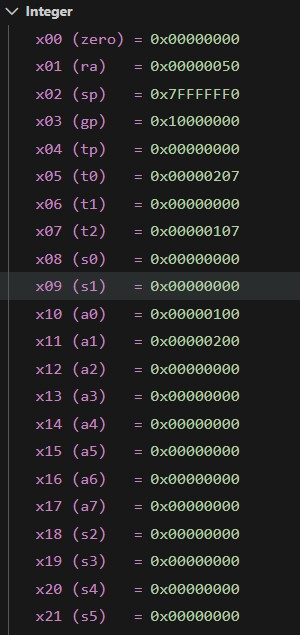 Integer
x00 (zero) = 0x00000000
x01 (ra) = 0x00000050
x02 (sp) = 0x7FFFFFF0
x03 (gp) = 0x10000000
x04 (tp) = 0x00000000
x05 (t0) = 0x00000207
x06 (t1) = 0x00000000
x07 (t2) = 0x00000107
x08 (s0) = 0x00000000
x09 (s1) = 0x00000000
x10 (a0) = 0x00000100
x11 (a1) = 0x00000200
x12 (a2) = 0x00000000
x13 (a3) = 0x00000000
x14 (a4) = 0x00000000
x15 (a5) = 0x00000000
x16 (a6) = 0x00000000
x17 (a7) = 0x00000000
x18 (s2) = 0x00000000
x19 (s3) = 0x00000000
x20 (s4) = 0x00000000
x21 (s5) = 0x00000000